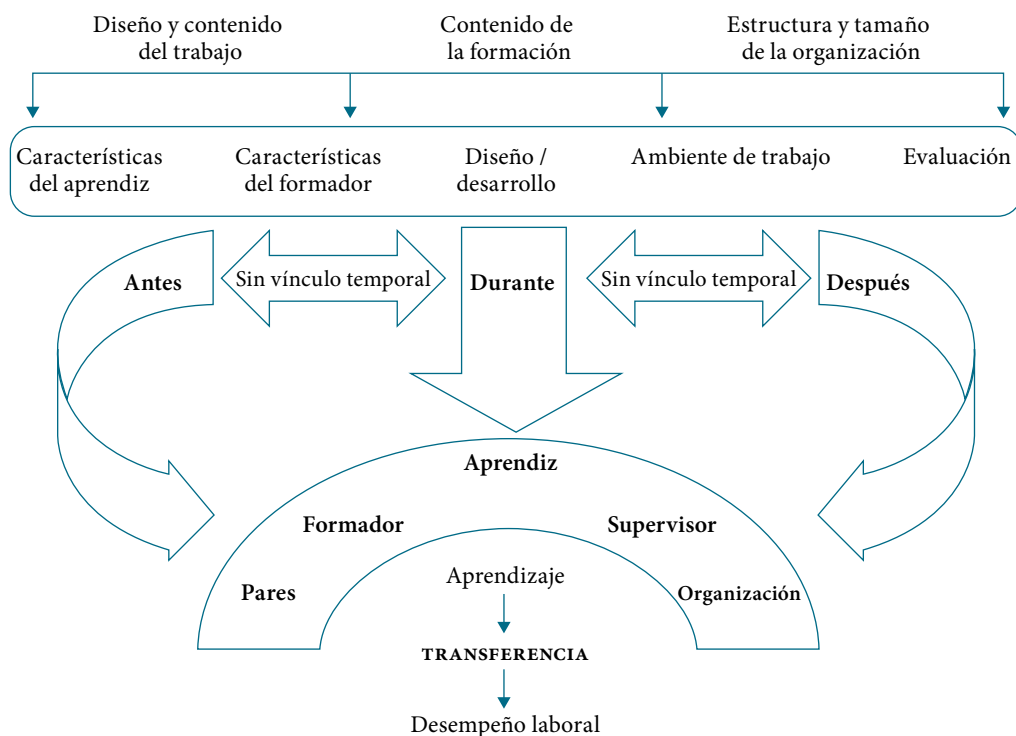 Diseño y contenido
del trabajo
Contenido de
la formación
Estructura y tamaño
de la organización
Características
del aprendiz
Características
del formador
Diseño /
desarrollo
Ambiente de trabajo
Evaluación
Antes
Sin vínculo temporal
Durante
Sin vínculo temporal
Después
Aprendiz
Formador
Supervisor
Pares
Organización
Aprendizaje
TRANSFERENCIA
Desempeño laboral